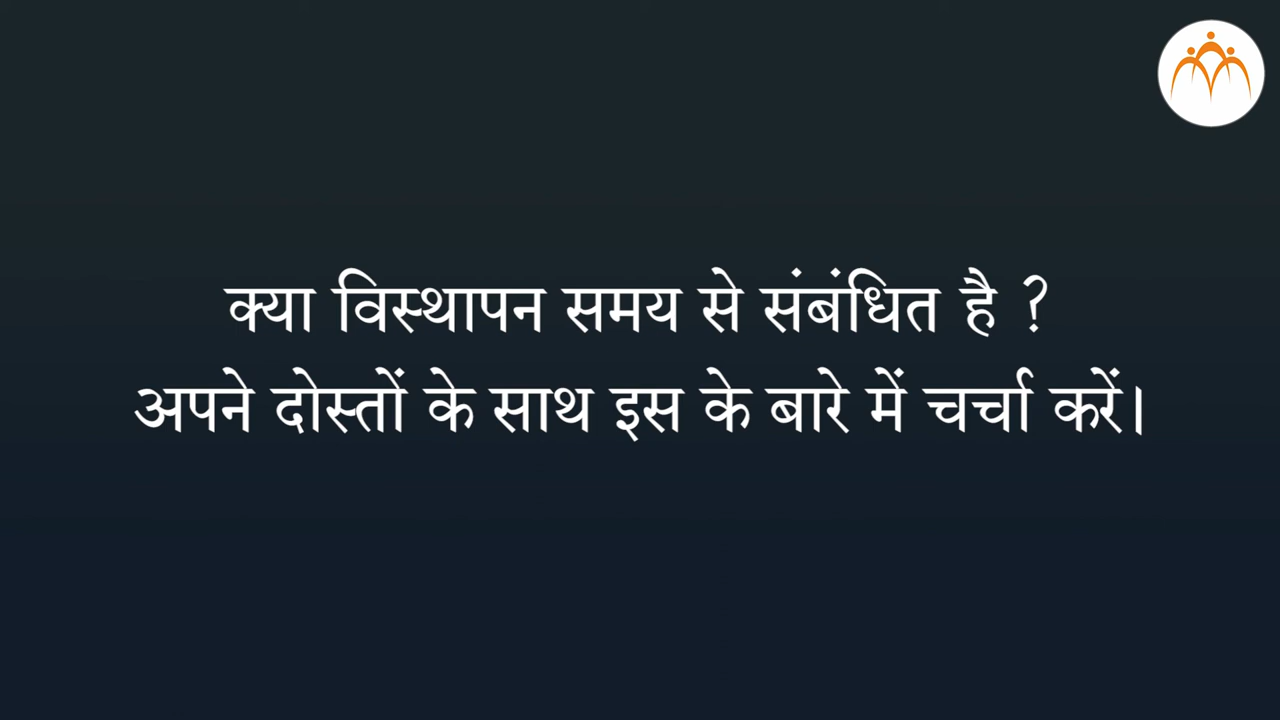 क्या विस्थापन समय से संबंधित है ?
अपने दोस्तों के साथ इस के बारे में चर्चा करें।